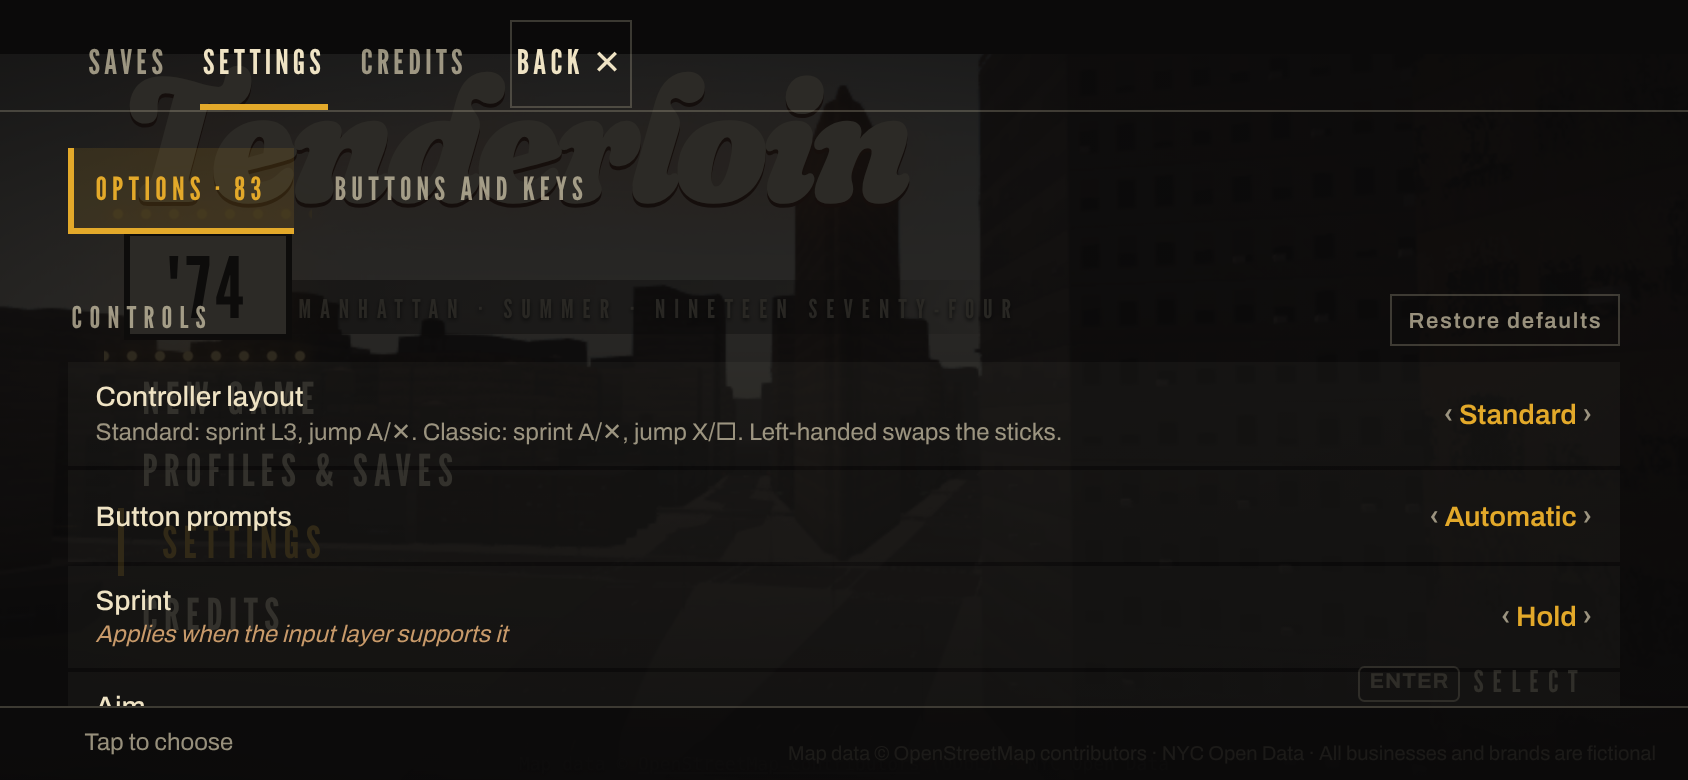 SAVES SETTINGS CREDITS BACK ✕
Tenderloin
OPTIONS · 83 BUTTONS AND KEYS
'74
MANHATTAN · SUMMER · NINETEEN SEVENTY-FOUR
CONTROLS
Restore defaults
NEW GAME
Controller layout
Standard: sprint L3, jump A/✕. Classic: sprint A/✕, jump X/☐. Left-handed swaps the sticks.
‹ Standard ›
PROFILES & SAVES
Button prompts
‹ Automatic ›
SETTINGS
Sprint
Applies when the input layer supports it
‹ Hold ›
CREDITS
ENTER SELECT
Aim
Tap to choose
Map data © OpenStreetMap contributors · NYC Open Data · All businesses and brands are fictional